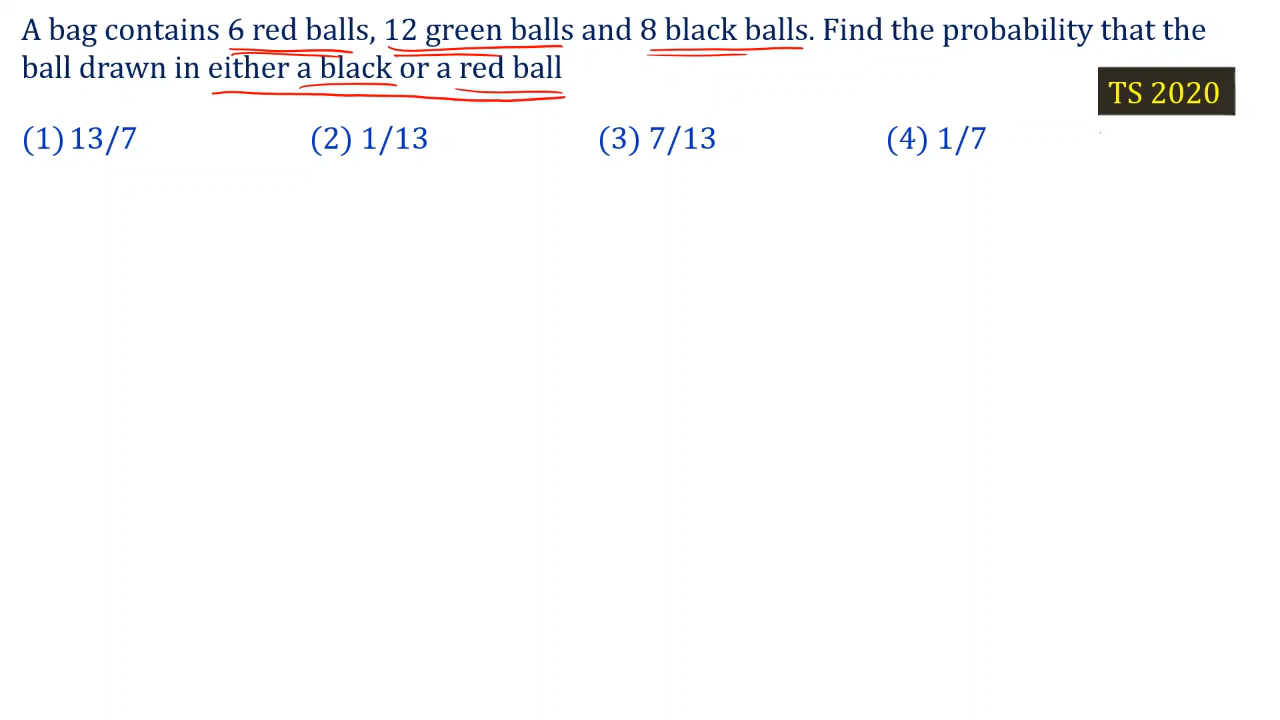 A bag contains 6 red balls, 12 green balls and 8 black balls. Find the probability that the
ball drawn in either a black or a red ball
TS 2020
(1) 13/7 (2) 1/13 (3) 7/13 (4) 1/7